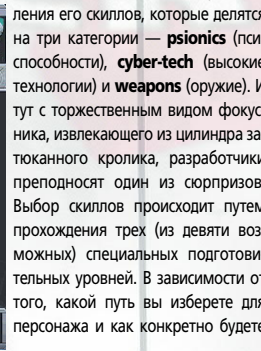 ления его скиллов, которые делятся
на три категории — psionics (пси-
способности), cyber-tech (высокие
технологии) и weapons (оружие). И
тут с торжественным видом фокус-
ника, извлекающего из цилиндра за-
тюканного кролика, разработчики
преподносят один из сюрпризов.
Выбор скиллов происходит путем
прохождения трех (из девяти воз-
можных) специальных подготови-
тельных уровней. В зависимости от
того, какой путь вы изберете для
персонажа и как конкретно будете